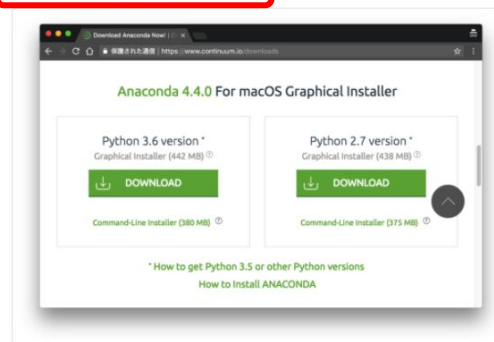 Download Anaconda Now! |
保護された通信 | https://www.continuum.io/downloads
Anaconda 4.4.0 For macOS Graphical Installer
Python 3.6 version *
Graphical Installer (442 MB) ?
DOWNLOAD
Command-Line Installer (380 MB) ?
Python 2.7 version *
Graphical Installer (438 MB) ?
DOWNLOAD
Command-Line Installer (375 MB) ?
* How to get Python 3.5 or other Python versions
How to Install ANACONDA